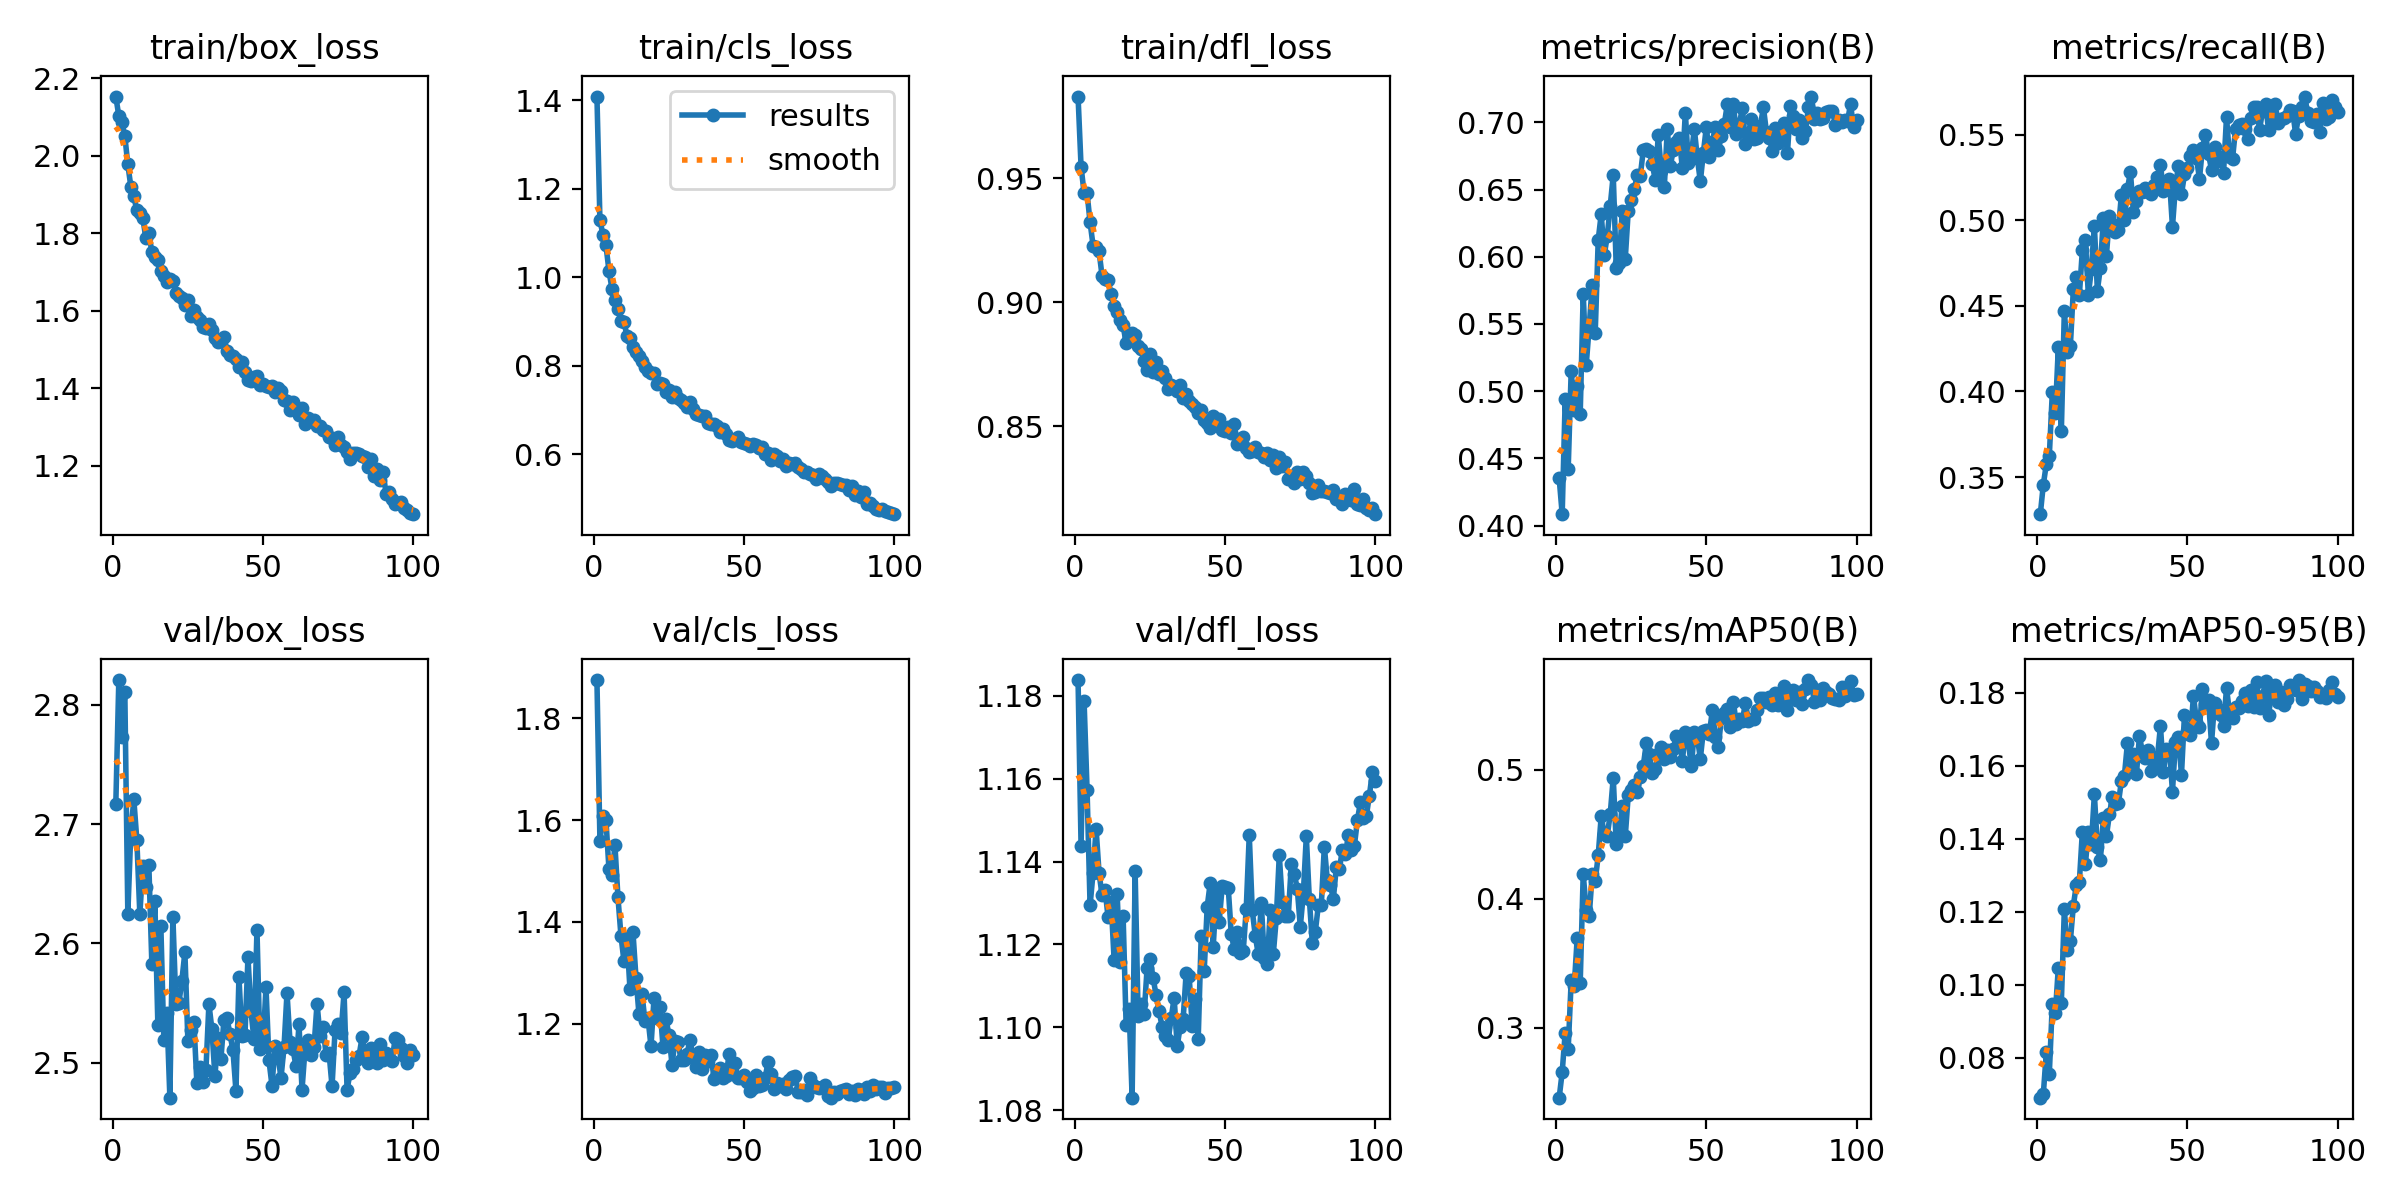 train/box_loss
2.2
2.0
1.8
1.6
1.4
1.2
0 50 100
train/cls_loss
results
smooth
1.4
1.2
1.0
0.8
0.6
0 50 100
train/dfl_loss
0.95
0.90
0.85
0 50 100
metrics/precision(B)
0.70
0.65
0.60
0.55
0.50
0.45
0.40
0 50 100
metrics/recall(B)
0.55
0.50
0.45
0.40
0.35
0 50 100
val/box_loss
2.8
2.7
2.6
2.5
0 50 100
val/cls_loss
1.8
1.6
1.4
1.2
0 50 100
val/dfl_loss
1.18
1.16
1.14
1.12
1.10
1.08
0 50 100
metrics/mAP50(B)
0.5
0.4
0.3
0 50 100
metrics/mAP50-95(B)
0.18
0.16
0.14
0.12
0.10
0.08
0 50 100